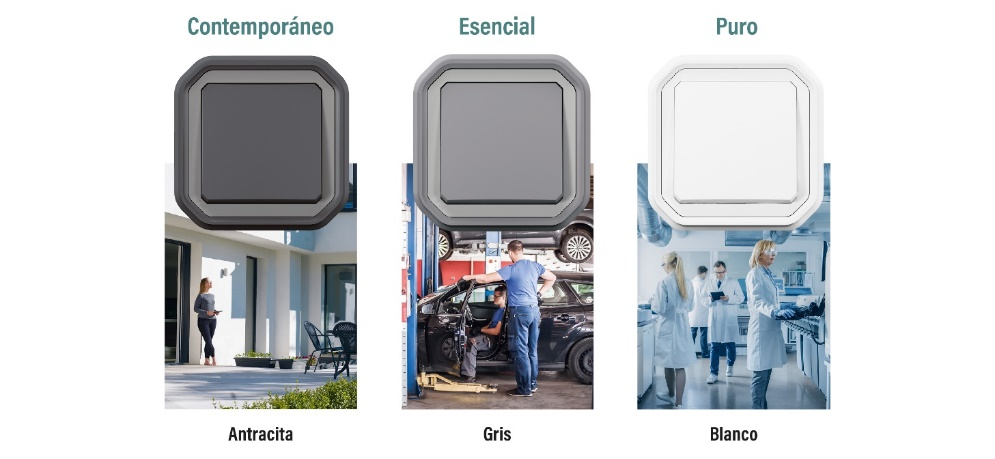 Contemporáneo
Esencial
Puro
Antracita
Gris
Blanco